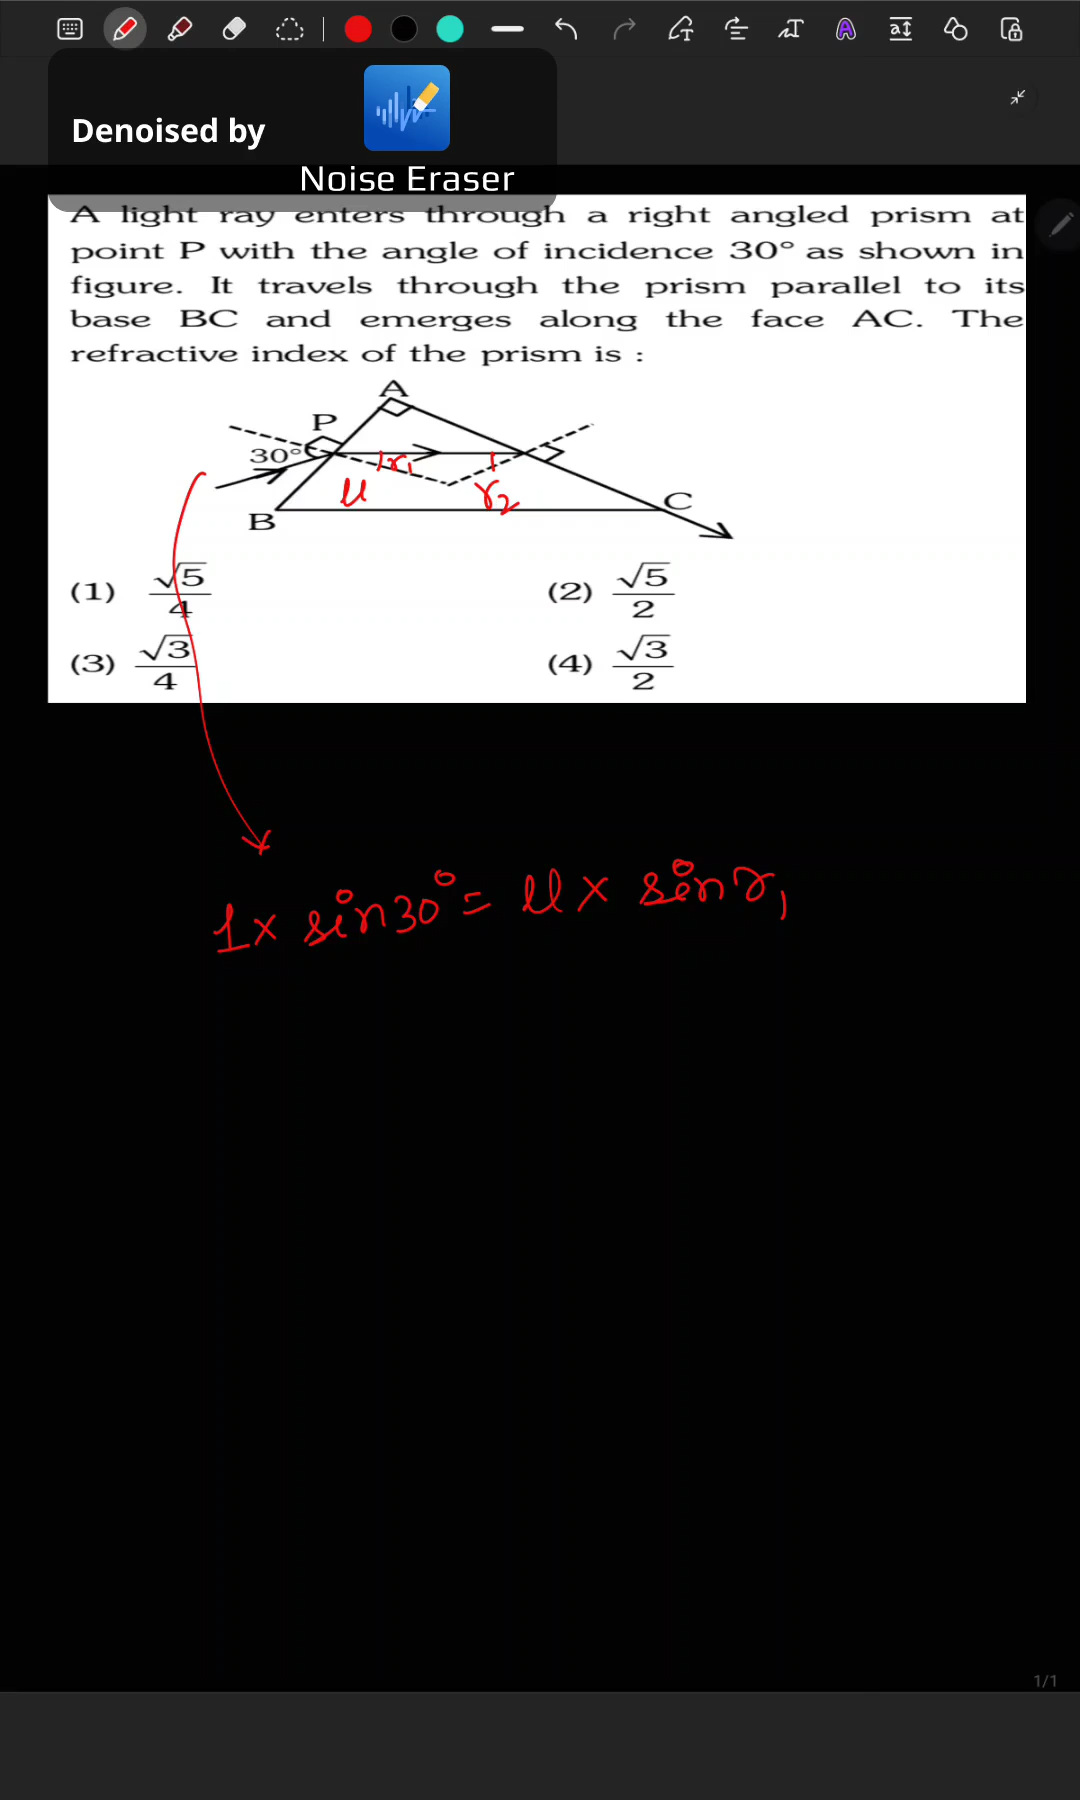 Denoised by
Noise Eraser
A light ray enters through a right angled prism at
point P with the angle of incidence 30° as shown in
figure. It travels through the prism parallel to its
base BC and emerges along the face AC. The
refractive index of the prism is :
A
P
30°
r₁
μ
r₂
B
C
(1) √5/4
(2) √5/2
(3) √3/4
(4) √3/2
1× sin30° = μ× sinr₁
1/1